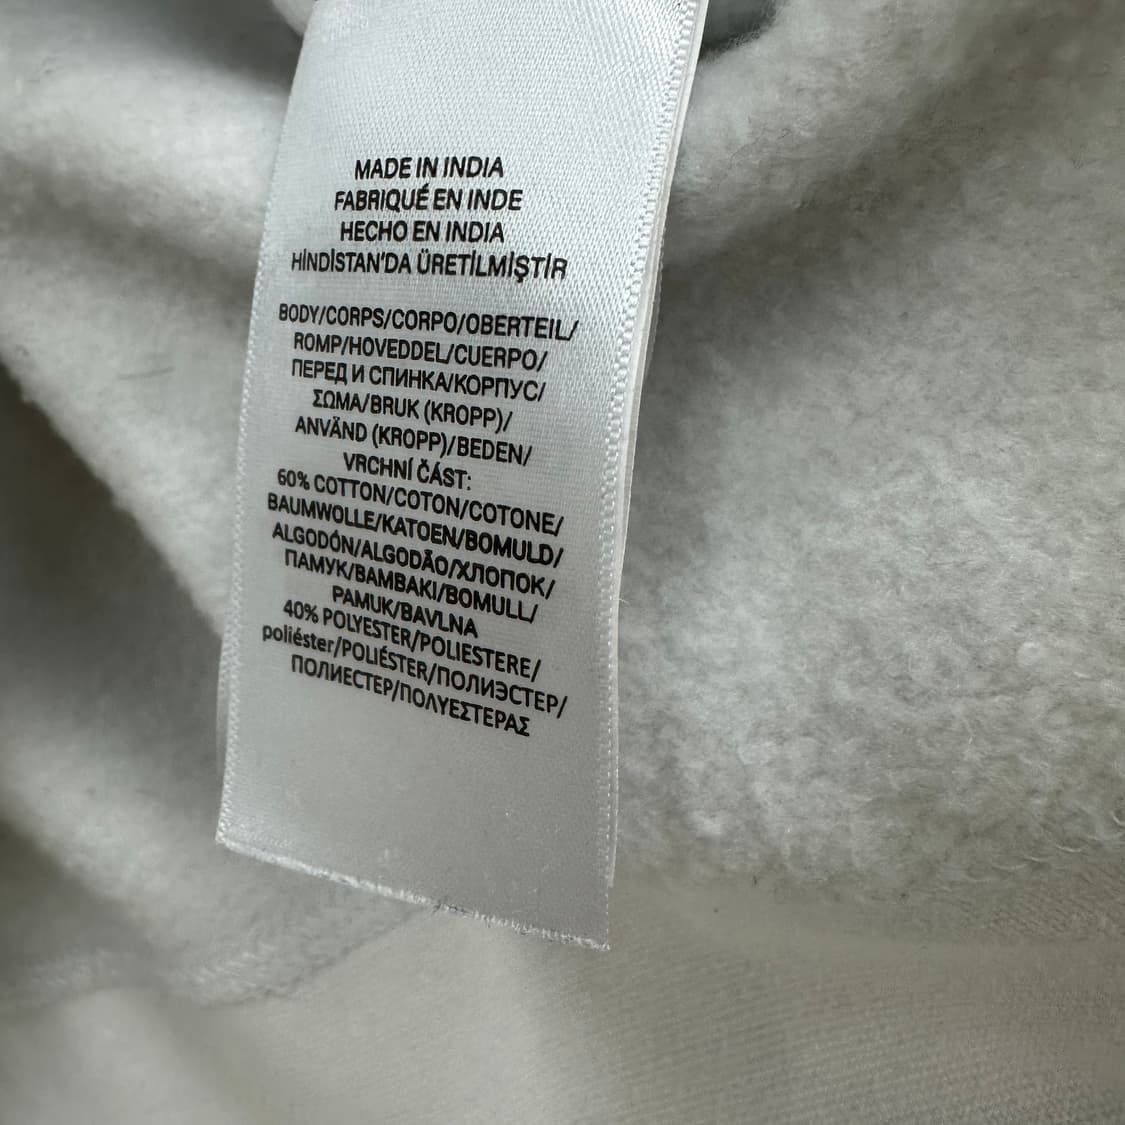 MADE IN INDIA
FABRIQUÉ EN INDE
HECHO EN INDIA
HİNDİSTAN'DA ÜRETİLMİŞTİR
BODY/CORPS/CORPO/OBERTEIL/
ROMP/HOVEDDEL/CUERPO/
ПЕРЕД И СПИНКА/КОРПУС/
ΣΩΜΑ/BRUK (KROPP)/
ANVÄND (KROPP)/BEDEN/
VRCHNÍ ČÁST:
60% COTTON/COTON/COTONE/
BAUMWOLLE/KATOEN/BOMULD/
ALGODÓN/ALGODÃO/ХЛОПОК/
ПАМУК/BAMBAKI/BOMULL/
PAMUK/BAVLNA
40% POLYESTER/POLIESTERE/
poliéster/POLIÉSTER/ПОЛИЭСТЕР/
ПОЛИЕСТЕР/ΠΟΛΥΕΣΤΕΡΑΣ